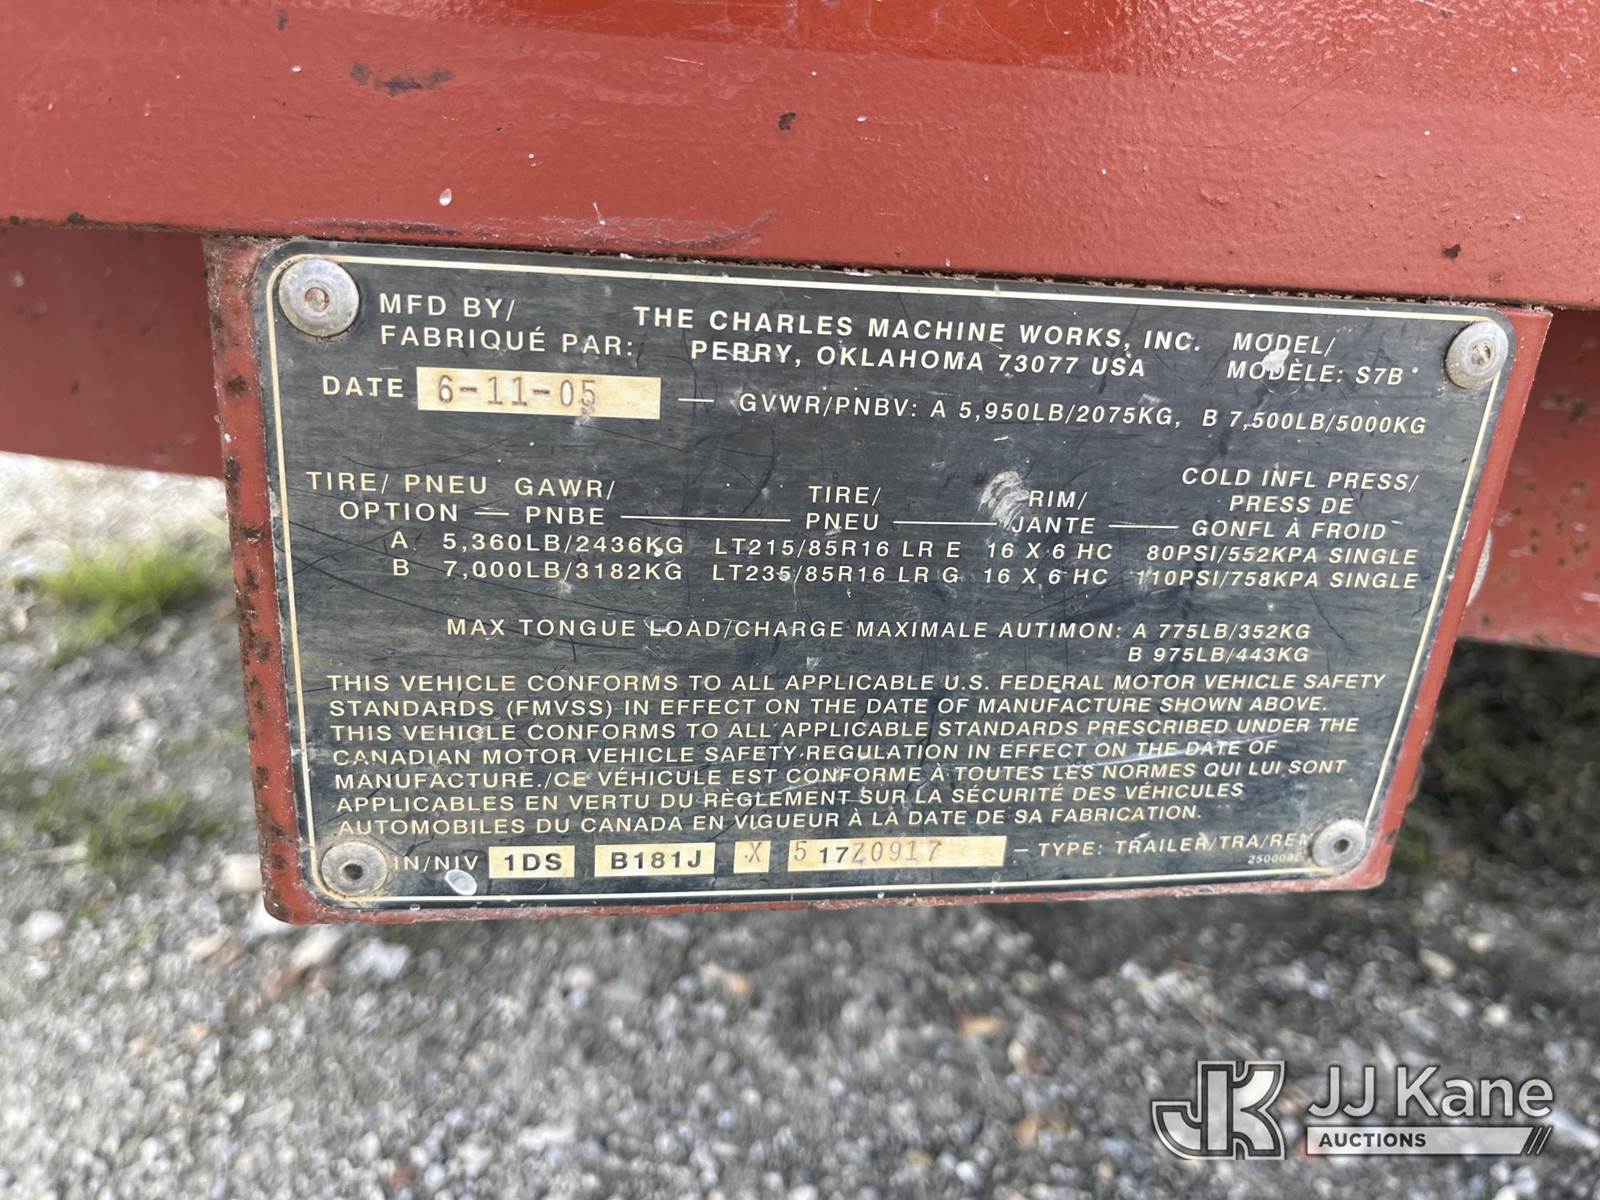 MFD BY/ THE CHARLES MACHINE WORKS, INC. MODEL/
FABRIQUÉ PAR: PERRY, OKLAHOMA 73077 USA MODÈLE: S7B
DATE 6-11-05 — GVWR/PNBV: A 5,950LB/2075KG, B 7,500LB/5000KG
TIRE/ PNEU GAWR/ TIRE/ RIM/ COLD INFL PRESS/
PRESS DE
OPTION — PNBE — PNEU — JANTE — GONFL À FROID
A 5,360LB/2436KG LT215/85R16 LR E 16 X 6 HC 80PSI/552KPA SINGLE
B 7,000LB/3182KG LT235/85R16 LR G 16 X 6 HC 110PSI/758KPA SINGLE
MAX TONGUE LOAD/CHARGE MAXIMALE AUTIMON: A 775LB/352KG
B 975LB/443KG
THIS VEHICLE CONFORMS TO ALL APPLICABLE U.S. FEDERAL MOTOR VEHICLE SAFETY
STANDARDS (FMVSS) IN EFFECT ON THE DATE OF MANUFACTURE SHOWN ABOVE.
THIS VEHICLE CONFORMS TO ALL APPLICABLE STANDARDS PRESCRIBED UNDER THE
CANADIAN MOTOR VEHICLE SAFETY REGULATION IN EFFECT ON THE DATE OF
MANUFACTURE./CE VÉHICULE EST CONFORME À TOUTES LES NORMES QUI LUI SONT
APPLICABLES EN VERTU DU RÈGLEMENT SUR LA SÉCURITÉ DES VÉHICULES
AUTOMOBILES DU CANADA EN VIGUEUR À LA DATE DE SA FABRICATION.
IN/NIV 1DS B181J X 517Z0917 – TYPE: TRAILER/TRA/REM
JK JJ Kane
AUCTIONS